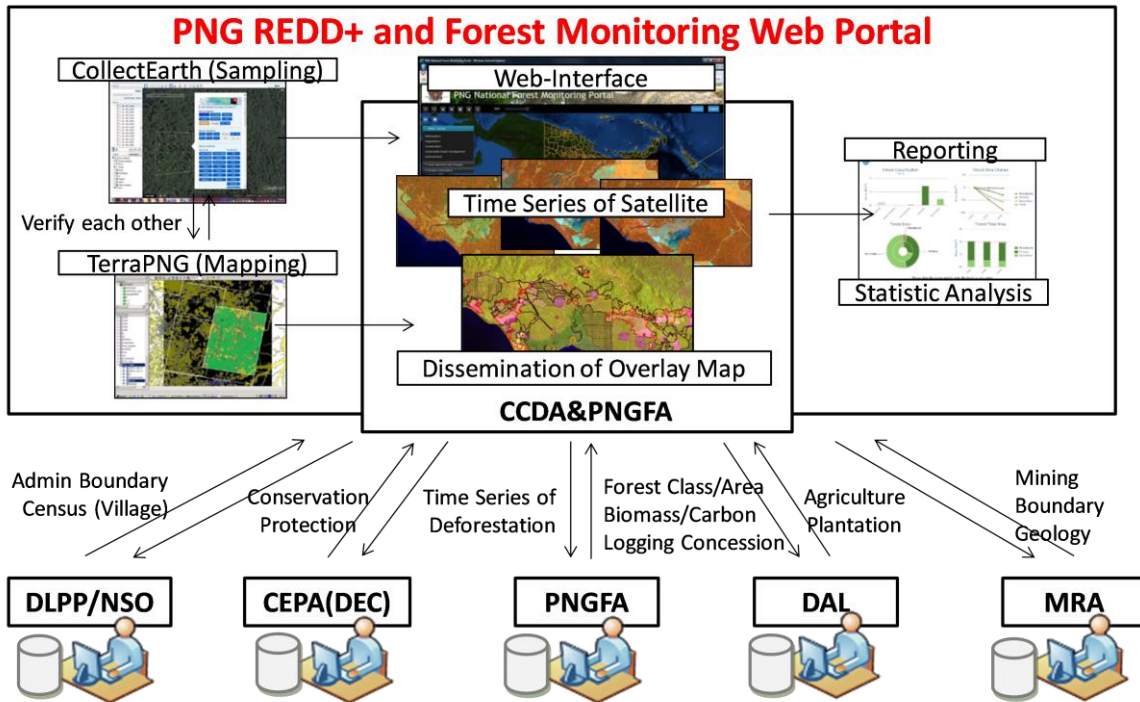 PNG REDD+ and Forest Monitoring Web Portal
CollectEarth (Sampling)
Verify each other
TerraPNG (Mapping)
Web-Interface
PNG National Forest Monitoring Portal
Time Series of Satellite
Dissemination of Overlay Map
CCDA&PNGFA
Reporting
Statistic Analysis
Admin Boundary
Census (Village)
Conservation
Protection
Time Series of
Deforestation
Forest Class/Area
Biomass/Carbon
Logging Concession
Agriculture
Plantation
Mining
Boundary
Geology
DLPP/NSO
CEPA(DEC)
PNGFA
DAL
MRA